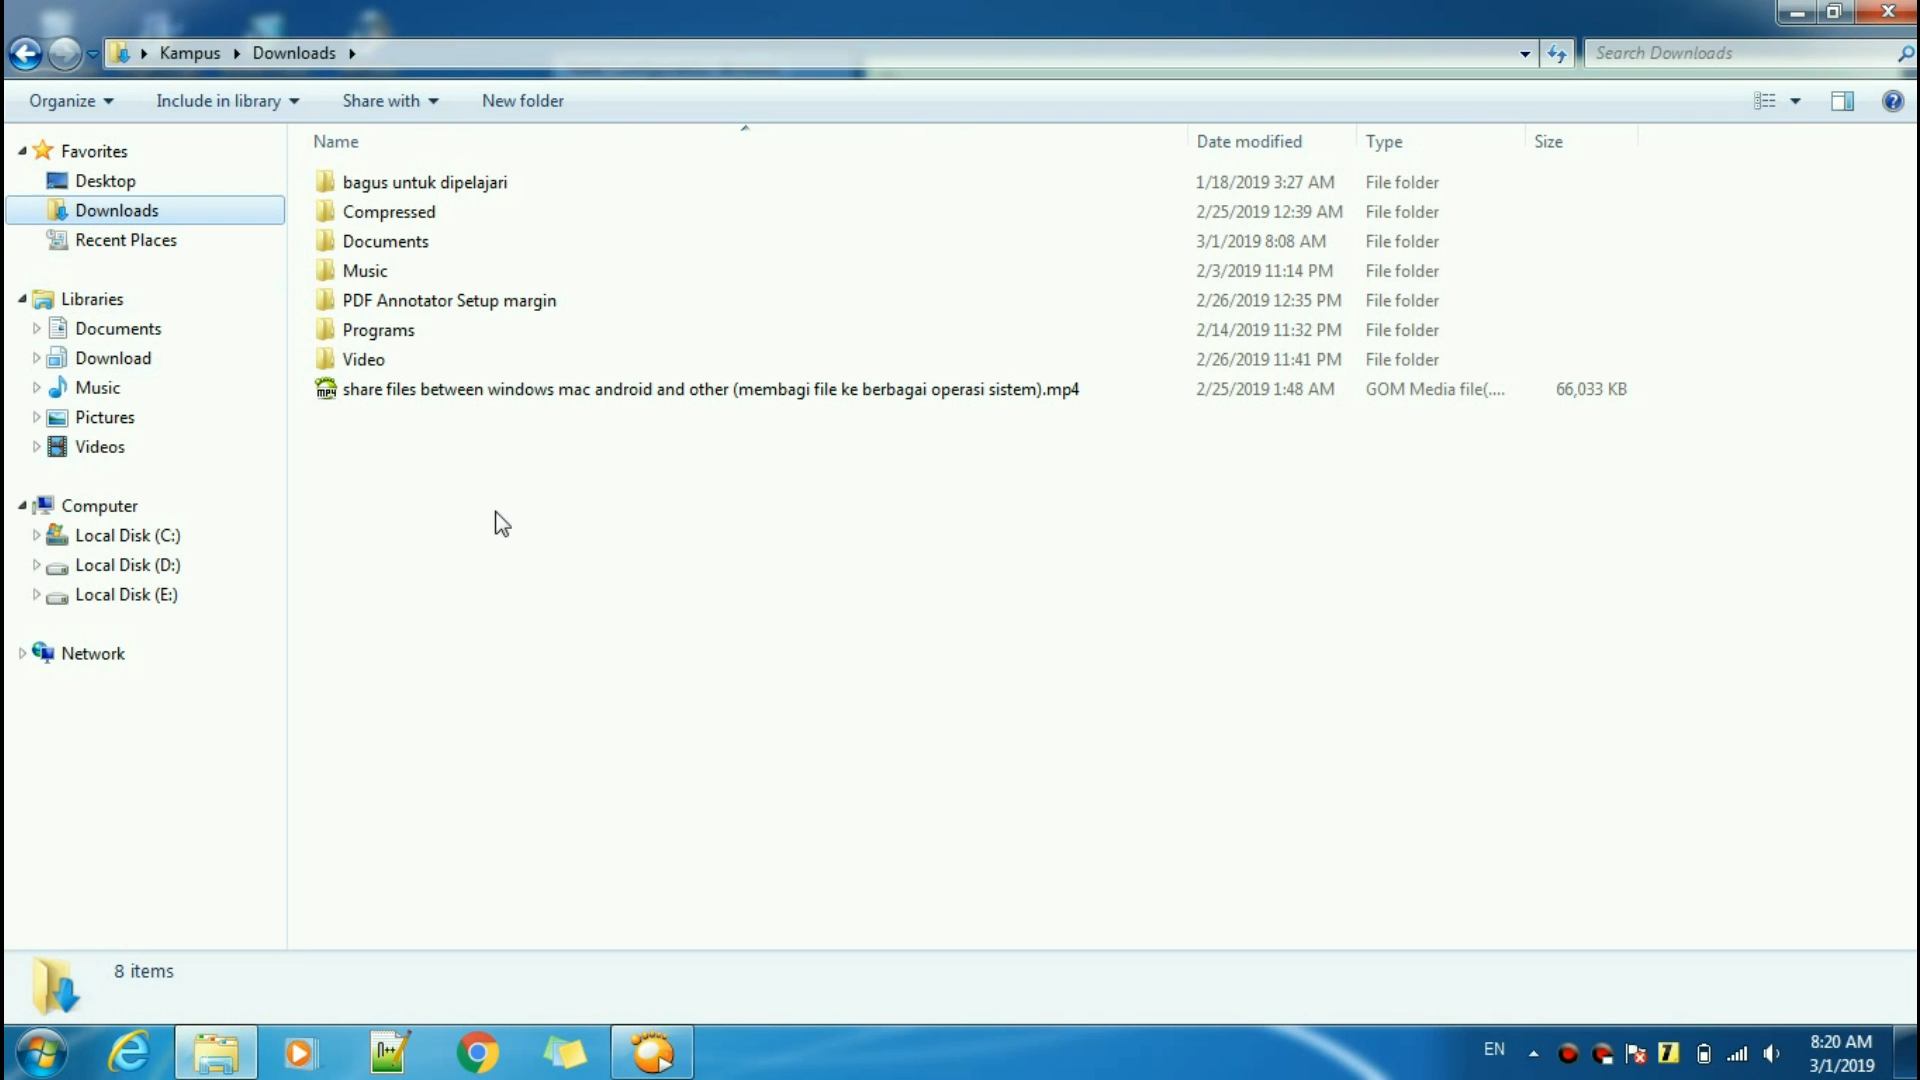 Kampus Downloads
Search Downloads
Organize Include in library Share with New folder
Favorites
Desktop
Downloads
Recent Places
Libraries
Documents
Download
Music
Pictures
Videos
Computer
Local Disk (C:)
Local Disk (D:)
Local Disk (E:)
Network
Name Date modified Type Size
bagus untuk dipelajari 1/18/2019 3:27 AM File folder
Compressed 2/25/2019 12:39 AM File folder
Documents 3/1/2019 8:08 AM File folder
Music 2/3/2019 11:14 PM File folder
PDF Annotator Setup margin 2/26/2019 12:35 PM File folder
Programs 2/14/2019 11:32 PM File folder
Video 2/26/2019 11:41 PM File folder
share files between windows mac android and other (membagi file ke berbagai operasi sistem).mp4 2/25/2019 1:48 AM GOM Media file(.... 66,033 KB
8 items
EN
8:20 AM
3/1/2019